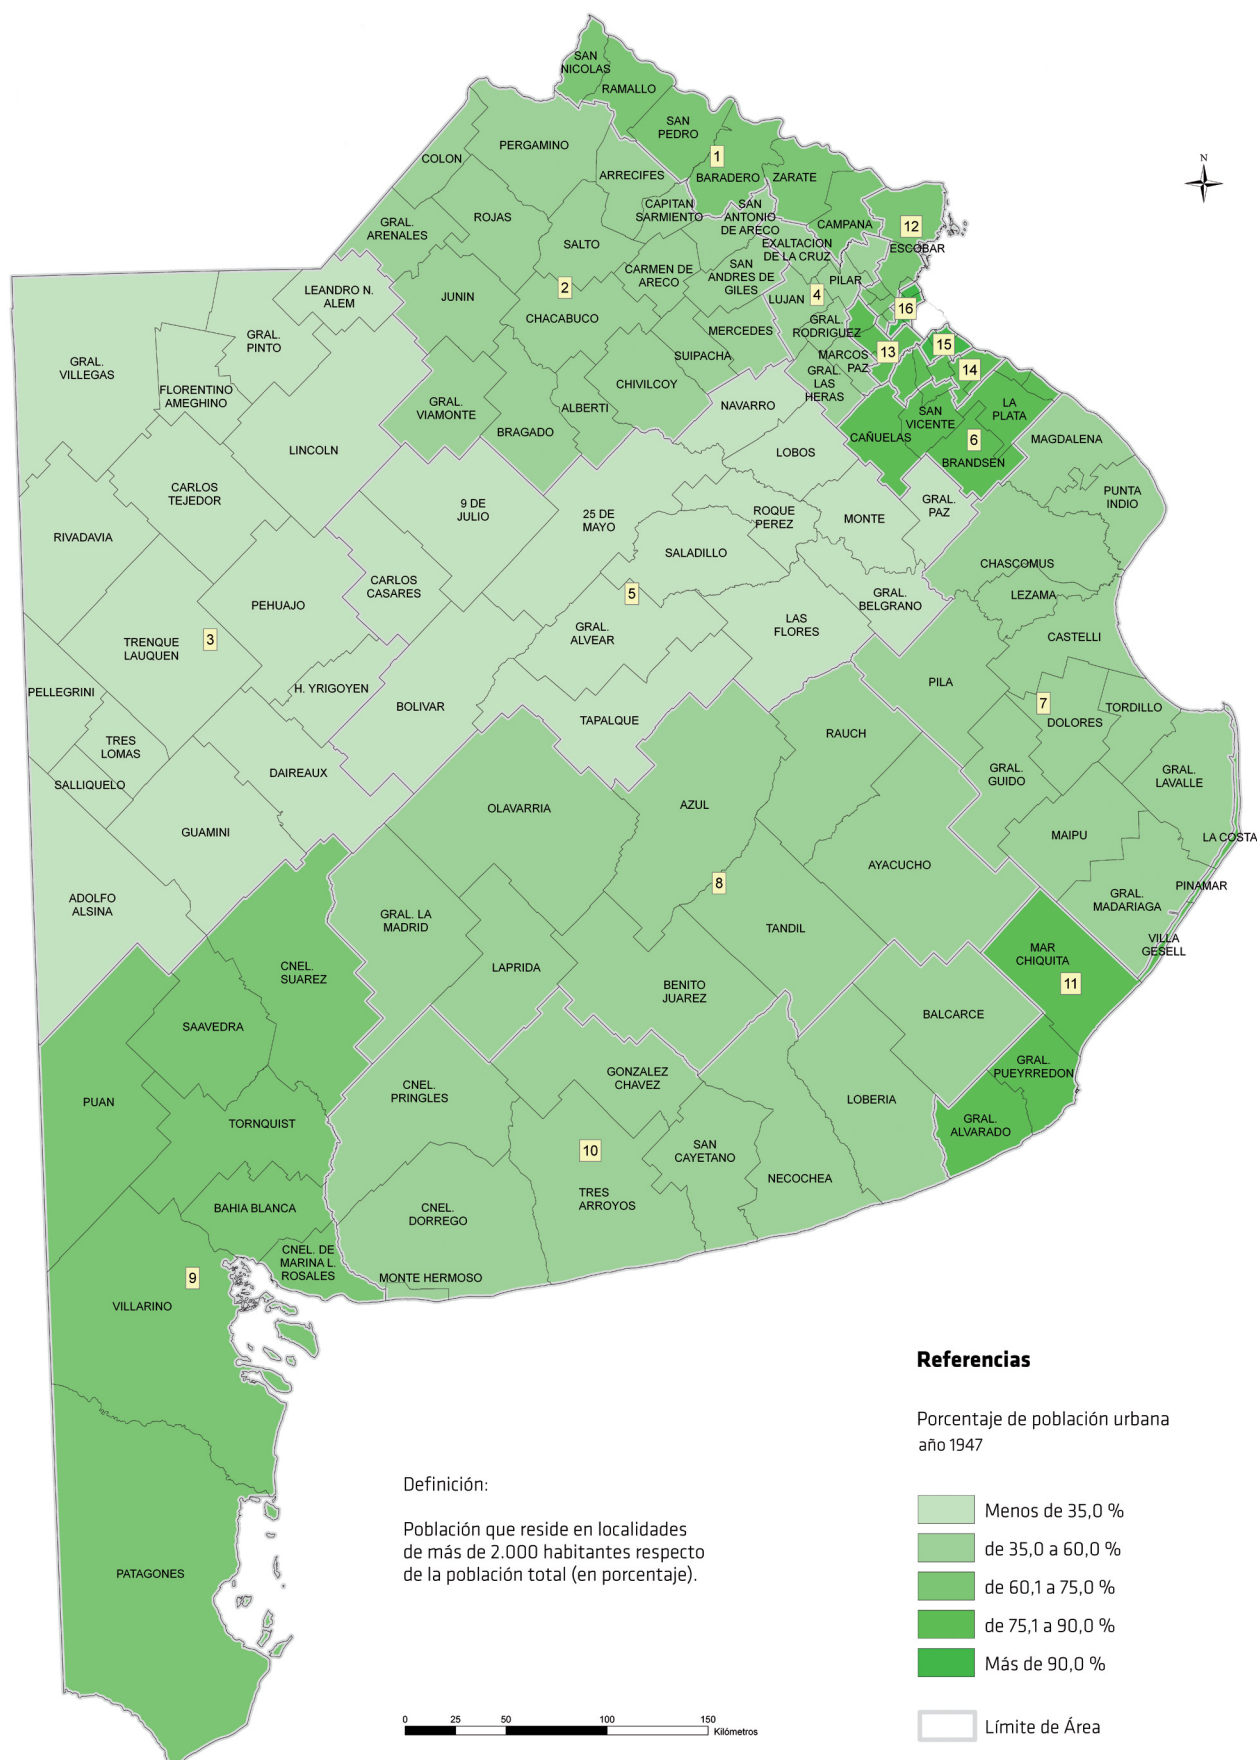 SAN
NICOLAS
RAMALLO
SAN
PEDRO
1
BARADERO
ZARATE
COLON
PERGAMINO
ARRECIFES
N
CAPITAN
SARMIENTO
SAN
ANTONIO
DE ARECO
CAMPANA
12
ESCOBAR
GRAL.
ARENALES
ROJAS
SALTO
EXALTACION
DE LA CRUZ
CARMEN DE
ARECO
SAN
ANDRES DE
GILES
PILAR
LEANDRO N.
ALEM
JUNIN
2
CHACABUCO
LUJAN
4
16
GRAL.
RODRIGUEZ
MERCEDES
GRAL.
PINTO
SUIPACHA
MARCOS
PAZ
13
15
14
GRAL.
VILLEGAS
FLORENTINO
AMEGHINO
CHIVILCOY
GRAL.
LAS
HERAS
GRAL.
VIAMONTE
ALBERTI
NAVARRO
SAN
VICENTE
LA
PLATA
BRAGADO
CAÑUELAS
6
MAGDALENA
LINCOLN
LOBOS
BRANDSEN
CARLOS
TEJEDOR
PUNTA
INDIO
9 DE
JULIO
25 DE
MAYO
ROQUE
PEREZ
MONTE
GRAL.
PAZ
RIVADAVIA
SALADILLO
CHASCOMUS
CARLOS
CASARES
5
GRAL.
BELGRANO
LEZAMA
PEHUAJO
LAS
FLORES
TRENQUE
LAUQUEN
3
GRAL.
ALVEAR
CASTELLI
PELLEGRINI
H. YRIGOYEN
PILA
BOLIVAR
TAPALQUE
7
DOLORES
TORDILLO
TRES
LOMAS
RAUCH
SALLIQUELO
DAIREAUX
GRAL.
GUIDO
GRAL.
LAVALLE
OLAVARRIA
AZUL
GUAMINI
MAIPU
LA COSTA
AYACUCHO
8
PINAMAR
ADOLFO
ALSINA
GRAL. LA
MADRID
GRAL.
MADARIAGA
TANDIL
VILLA
GESELL
MAR
CHIQUITA
CNEL.
SUAREZ
LAPRIDA
11
BENITO
JUAREZ
SAAVEDRA
BALCARCE
GRAL.
PUEYRREDON
GONZALEZ
CHAVEZ
CNEL.
PRINGLES
PUAN
LOBERIA
TORNQUIST
GRAL.
ALVARADO
10
SAN
CAYETANO
NECOCHEA
BAHIA BLANCA
TRES
ARROYOS
CNEL.
DORREGO
CNEL. DE
MARINA L.
ROSALES
9
MONTE HERMOSO
VILLARINO
PATAGONES
Definición:
Población que reside en localidades
de más de 2.000 habitantes respecto
de la población total (en porcentaje).
0 25 50 100 150
Kilómetros
Referencias
Porcentaje de población urbana
año 1947
Menos de 35,0 %
de 35,0 a 60,0 %
de 60,1 a 75,0 %
de 75,1 a 90,0 %
Más de 90,0 %
Límite de Área